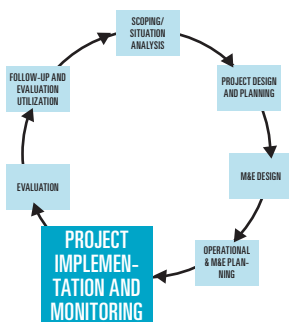 SCOPING/
SITUATION
ANALYSIS
PROJECT DESIGN
AND PLANNING
M&E DESIGN
OPERATIONAL
& M&E PLAN-
NING
PROJECT
IMPLEMEN-
TATION AND
MONITORING
EVALUATION
FOLLOW-UP AND
EVALUATION
UTILIZATION